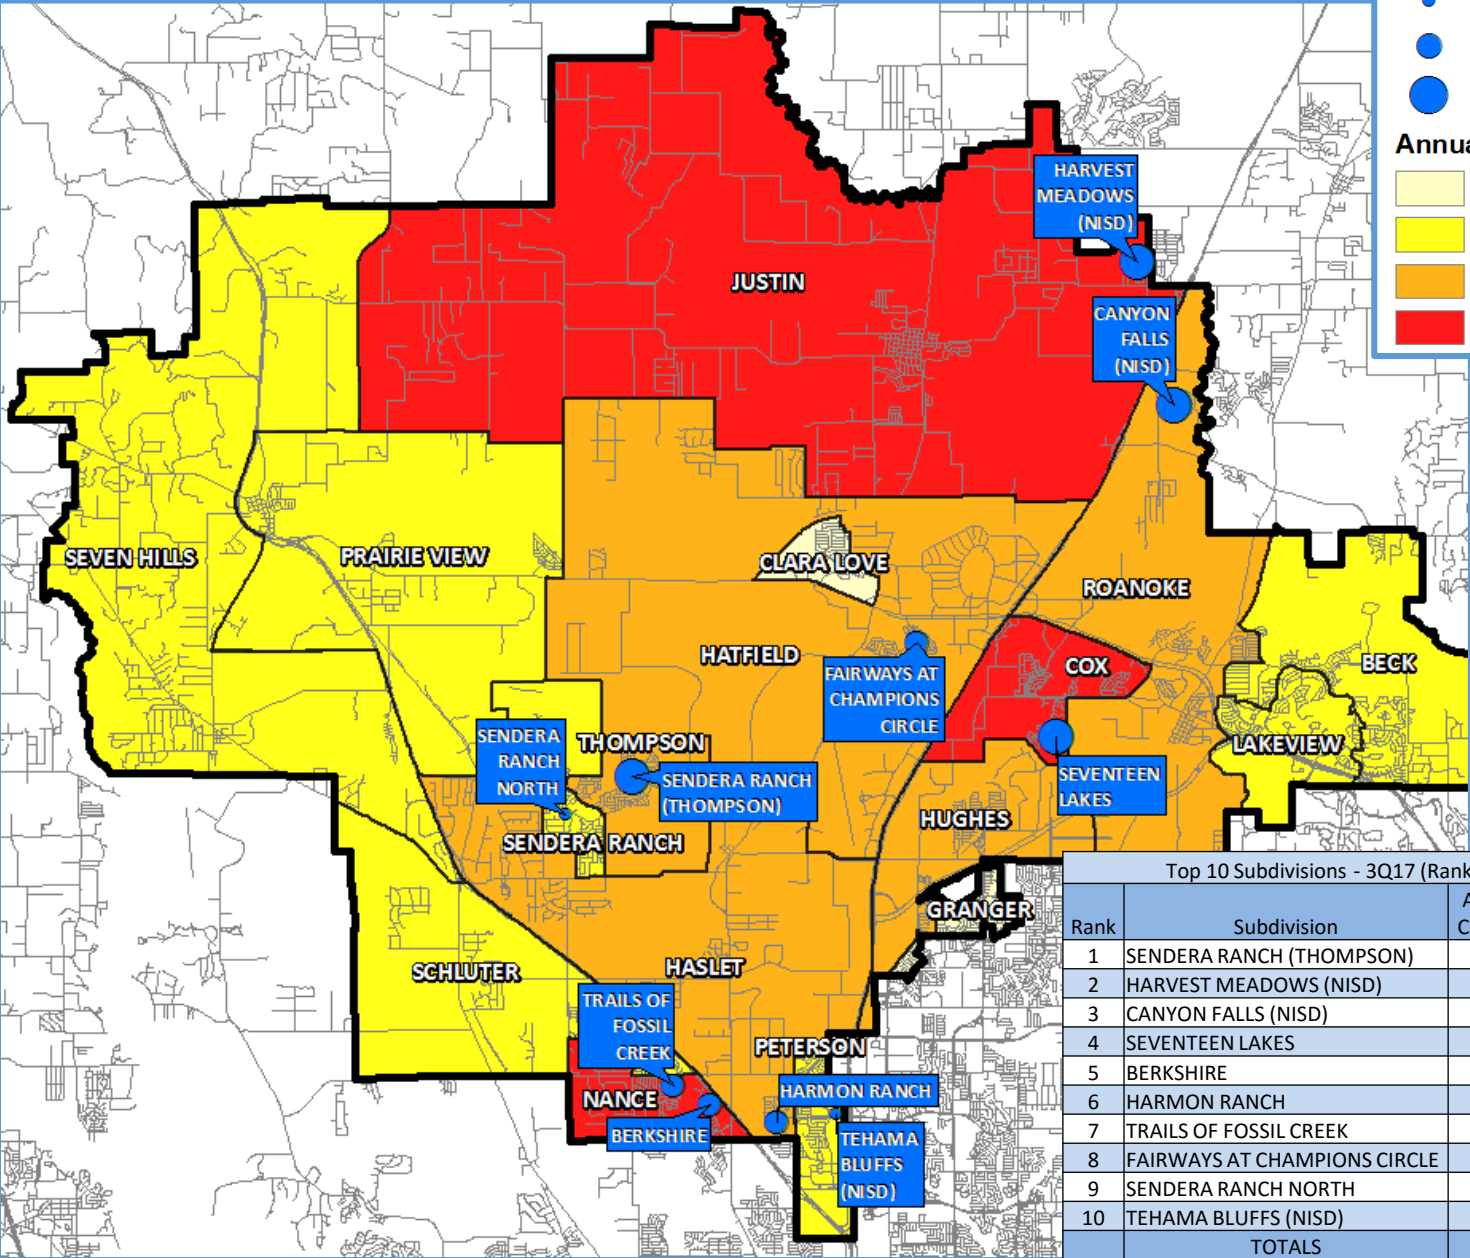 Annua
HARVEST
MEADOWS
(NISD)
JUSTIN
CANYON
FALLS
(NISD)
SEVEN HILLS
PRAIRIE VIEW
CLARA LOVE
ROANOKE
HATFIELD
COX
BECK
FAIRWAYS AT
CHAMPIONS
CIRCLE
SENDERA
RANCH
NORTH
THOMPSON
SENDERA RANCH
(THOMPSON)
LAKEVIEW
SEVENTEEN
LAKES
HUGHES
SENDERA RANCH
GRANGER
SCHLUTER
HASLET
TRAILS OF
FOSSIL
CREEK
PETERSON
NANCE
HARMON RANCH
BERKSHIRE
TEHAMA
BLUFFS
(NISD)
Top 10 Subdivisions - 3Q17 (Rank
Rank Subdivision A
C
1 SENDERA RANCH (THOMPSON)
2 HARVEST MEADOWS (NISD)
3 CANYON FALLS (NISD)
4 SEVENTEEN LAKES
5 BERKSHIRE
6 HARMON RANCH
7 TRAILS OF FOSSIL CREEK
8 FAIRWAYS AT CHAMPIONS CIRCLE
9 SENDERA RANCH NORTH
10 TEHAMA BLUFFS (NISD)
TOTALS